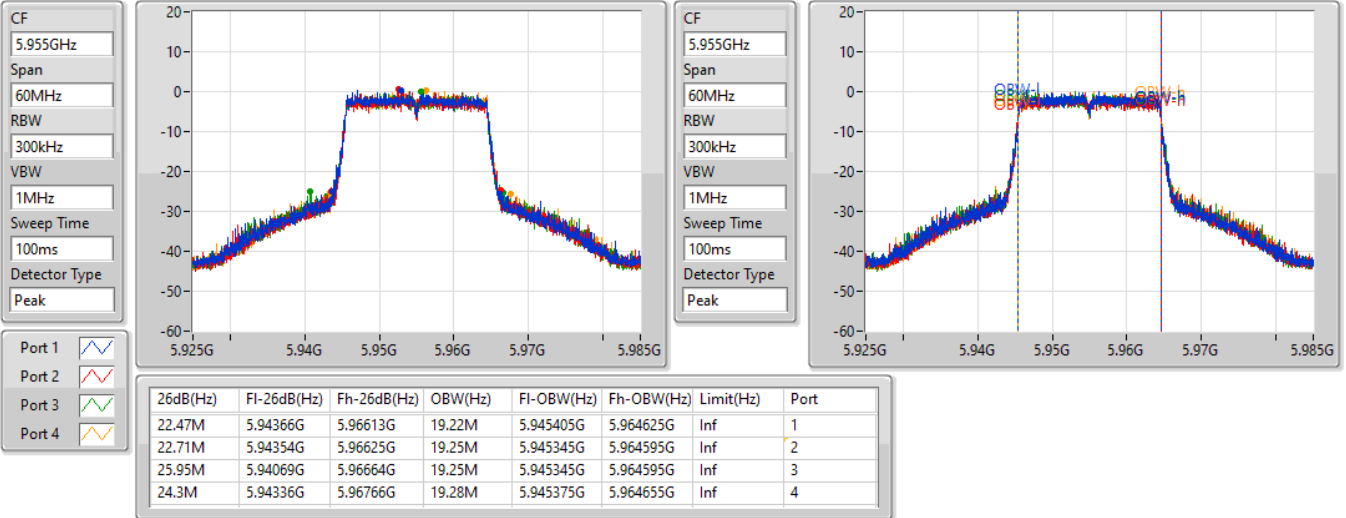 CF
5.955GHz
Span
60MHz
RBW
300kHz
VBW
1MHz
Sweep Time
100ms
Detector Type
Peak
Port 1
Port 2
Port 3
Port 4
20
10
0
-10
-20
-30
-40
-50
-60
5.925G 5.94G 5.95G 5.96G 5.97G 5.985G
CF
5.955GHz
Span
60MHz
RBW
300kHz
VBW
1MHz
Sweep Time
100ms
Detector Type
Peak
20
10
0
-10
-20
-30
-40
-50
-60
OBW-l OBW-h
5.925G 5.94G 5.95G 5.96G 5.97G 5.985G
26dB(Hz) Fl-26dB(Hz) Fh-26dB(Hz) OBW(Hz) Fl-OBW(Hz) Fh-OBW(Hz) Limit(Hz) Port
22.47M 5.94366G 5.96613G 19.22M 5.945405G 5.964625G Inf 1
22.71M 5.94354G 5.96625G 19.25M 5.945345G 5.964595G Inf 2
25.95M 5.94069G 5.96664G 19.25M 5.945345G 5.964595G Inf 3
24.3M 5.94336G 5.96766G 19.28M 5.945375G 5.964655G Inf 4